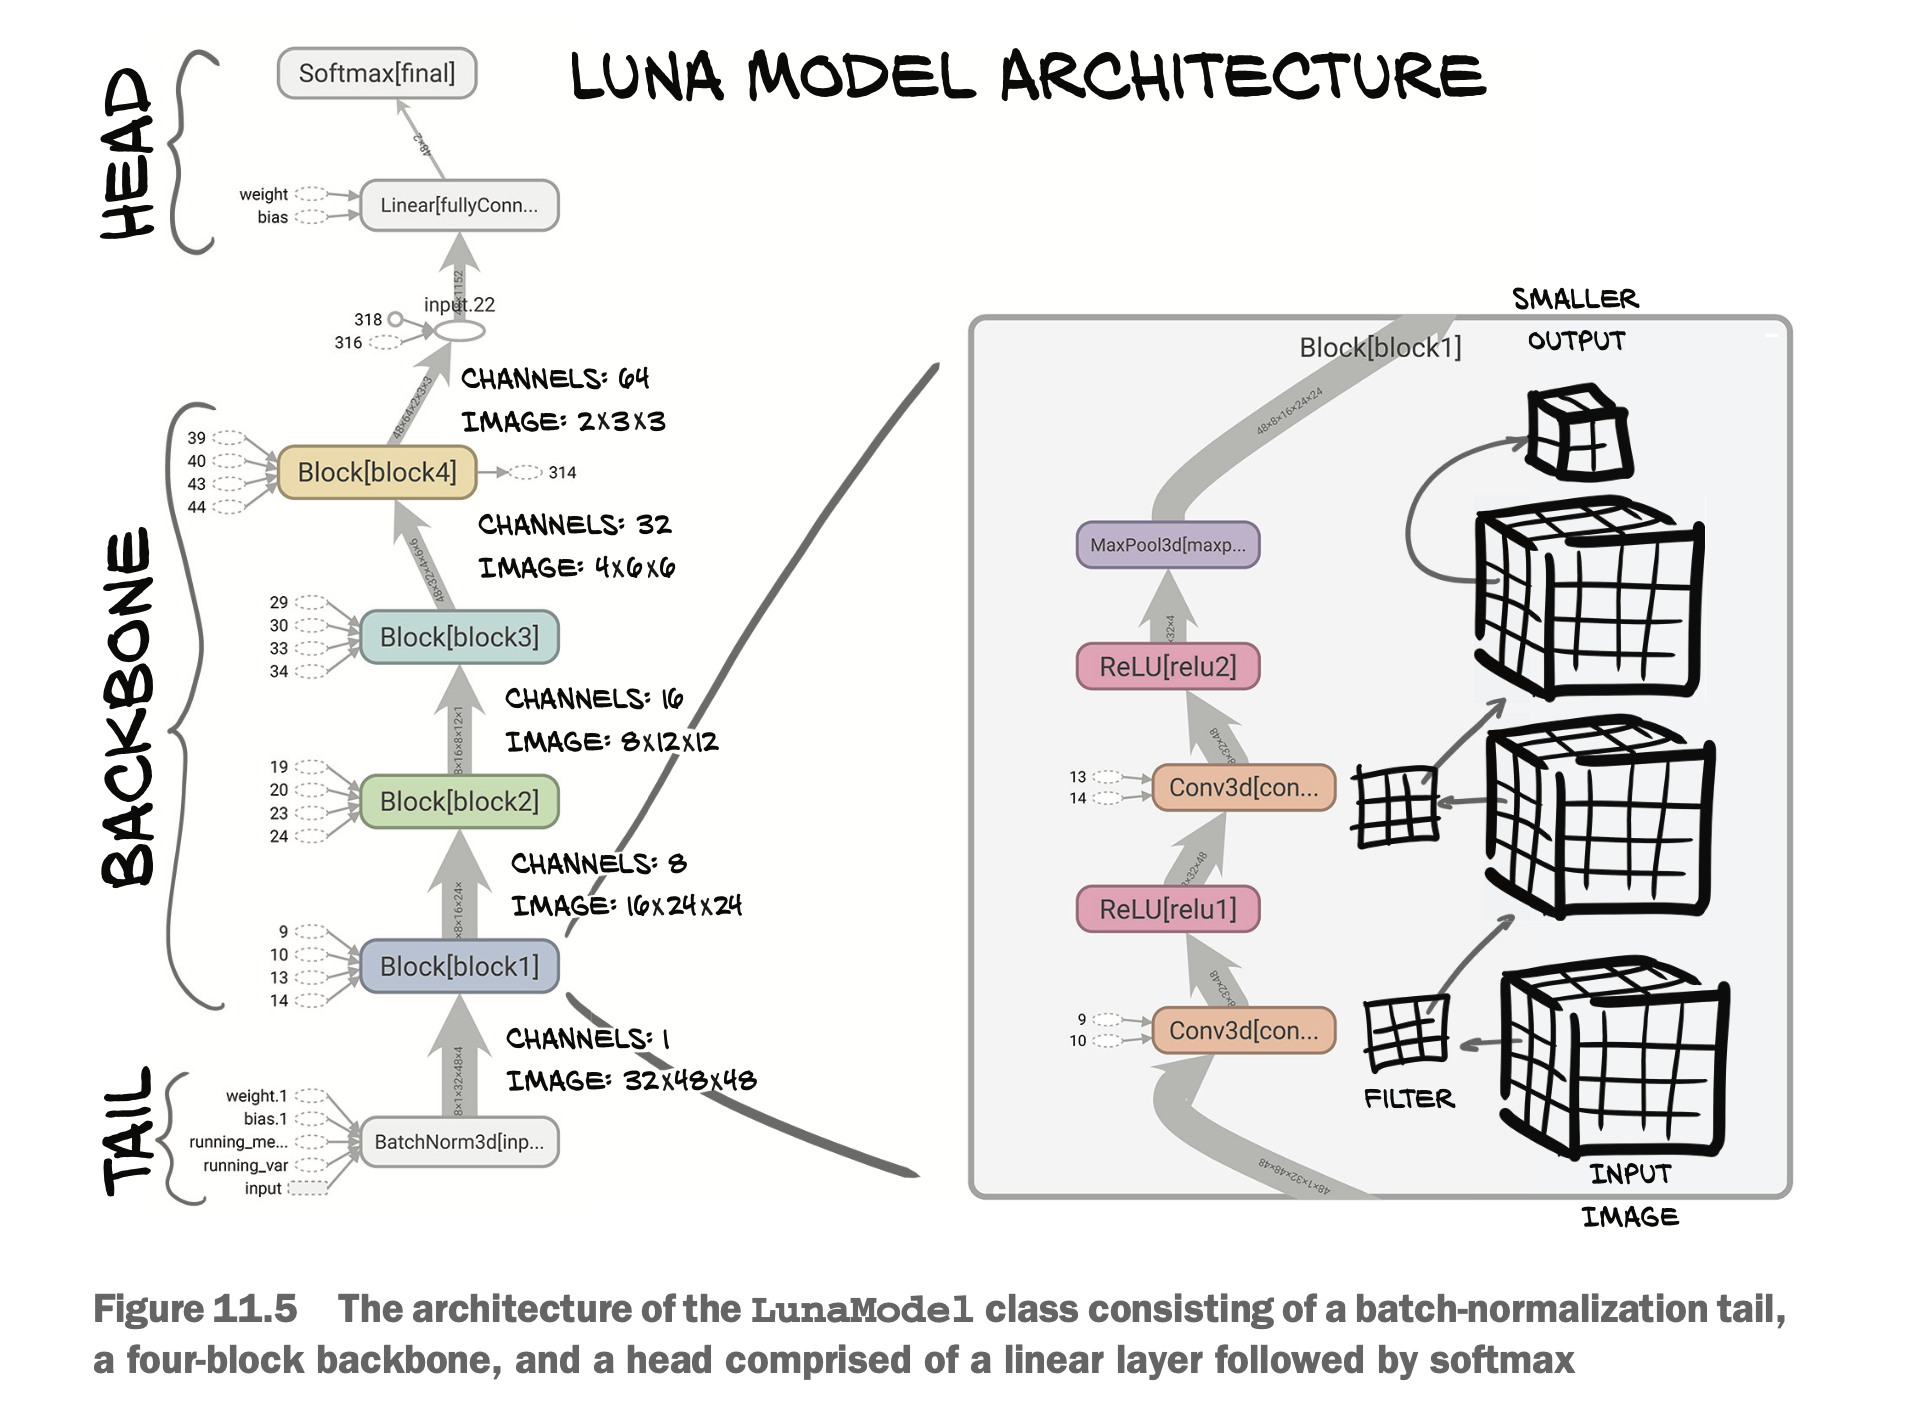 LUNA MODEL ARCHITECTURE
HEAD
Softmax[final]
48×2
weight
bias
Linear[fullyConn...
input.22
318
316
48×64×2×3×3
CHANNELS: 64
IMAGE: 2X3X3
BACKBONE
39
40
43
44
Block[block4]
314
48×32×4×6×6
CHANNELS: 32
IMAGE: 4X6X6
29
30
33
34
Block[block3]
8×16×8×12×1
CHANNELS: 16
IMAGE: 8X12X12
19
20
23
24
Block[block2]
×8×16×24×
CHANNELS: 8
IMAGE: 16X24X24
9
10
13
14
Block[block1]
8×1×32×48×4
CHANNELS: 1
IMAGE: 32X48X48
TAIL
weight.1
bias.1
running_me...
running_var
input
BatchNorm3d[inp...
SMALLER
OUTPUT
Block[block1]
48×8×16×24×24
MaxPool3d[maxp...
×32×4
ReLU[relu2]
8×32×48
13
14
Conv3d[con...
×32×48
ReLU[relu1]
8×32×48
9
10
Conv3d[con...
48×1×32×48×48
FILTER
INPUT
IMAGE
Figure 11.5 The architecture of the LunaModel class consisting of a batch-normalization tail,
a four-block backbone, and a head comprised of a linear layer followed by softmax